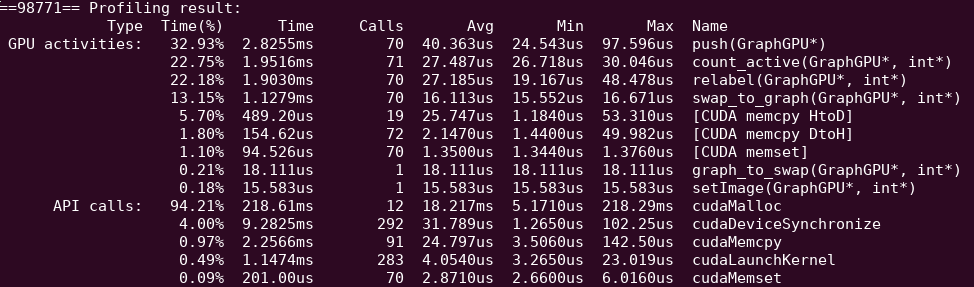 ==98771== Profiling result:
            Type  Time(%)      Time     Calls       Avg       Min       Max  Name
 GPU activities:   32.93%  2.8255ms        70  40.363us  24.543us  97.596us  push(GraphGPU*)
                   22.75%  1.9516ms        71  27.487us  26.718us  30.046us  count_active(GraphGPU*, int*)
                   22.18%  1.9030ms        70  27.185us  19.167us  48.478us  relabel(GraphGPU*, int*)
                   13.15%  1.1279ms        70  16.113us  15.552us  16.671us  swap_to_graph(GraphGPU*, int*)
                    5.70%  489.20us        19  25.747us  1.1840us  53.310us  [CUDA memcpy HtoD]
                    1.80%  154.62us        72  2.1470us  1.4400us  49.982us  [CUDA memcpy DtoH]
                    1.10%  94.526us        70  1.3500us  1.3440us  1.3760us  [CUDA memset]
                    0.21%  18.111us         1  18.111us  18.111us  18.111us  graph_to_swap(GraphGPU*, int*)
                    0.18%  15.583us         1  15.583us  15.583us  15.583us  setImage(GraphGPU*, int*)
      API calls:   94.21%  218.61ms        12  18.217ms  5.1710us  218.29ms  cudaMalloc
                    4.00%  9.2825ms       292  31.789us  1.2650us  102.25us  cudaDeviceSynchronize
                    0.97%  2.2566ms        91  24.797us  3.5060us  142.50us  cudaMemcpy
                    0.49%  1.1474ms       283  4.0540us  3.2650us  23.019us  cudaLaunchKernel
                    0.09%  201.00us        70  2.8710us  2.6600us  6.0160us  cudaMemset